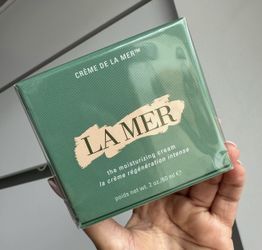 CRÈME DE LA MER™
LA MER
the moisturizing cream
la crème régénération intense
poids net wt. 2 oz./60 ml℮